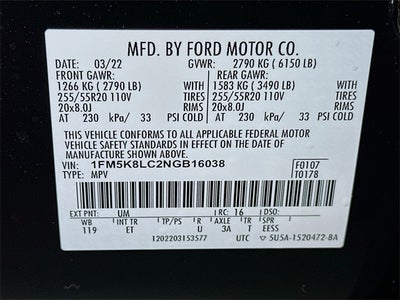 MFD. BY FORD MOTOR CO.
DATE: 03/22 GVWR: 2790 KG ( 6150 LB)
FRONT GAWR: REAR GAWR:
1266 KG ( 2790 LB) WITH 1583 KG ( 3490 LB) WITH
255/55R20 110V TIRES 255/55R20 110V TIRES
20x8.0J RIMS 20x8.0J RIMS
AT 230 kPa/ 33 PSI COLD AT 230 kPa/ 33 PSI COLD
THIS VEHICLE CONFORMS TO ALL APPLICABLE FEDERAL MOTOR
VEHICLE SAFETY STANDARDS IN EFFECT ON THE DATE OF MANUFACTURE
SHOWN ABOVE.
VIN: 1FM5K8LC2NGB16038 F0107
TYPE: MPV T0178
EXT PNT: UM RC: 16
WB ITR TP/PS R AXLE TR SPR
119 ET U 3A T EESS
1202203153577 UTC ▽ 5U5A-1520472-BA